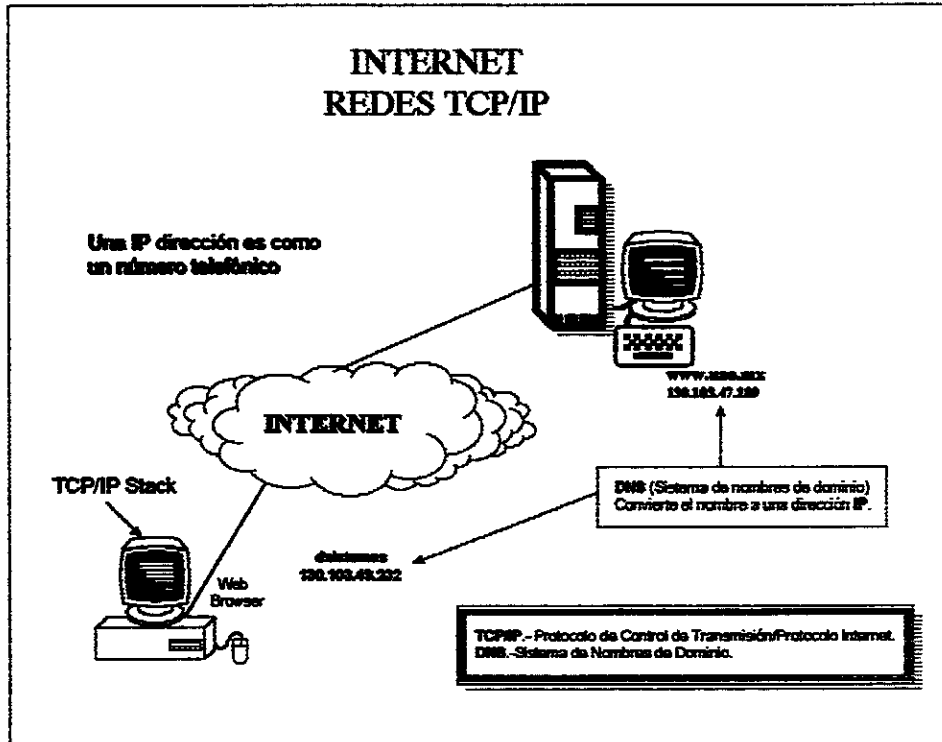 INTERNET
REDES TCP/IP
Una IP dirección es como
un número telefónico
INTERNET
TCP/IP Stack
Web
Browser
DNS (Sistema de nombres de dominio)
Convierte el nombre a una dirección IP.
TCP/IP.- Protocolo de Control de Transmisión/Protocolo Internet.
DNS.-Sistema de Nombres de Dominio.